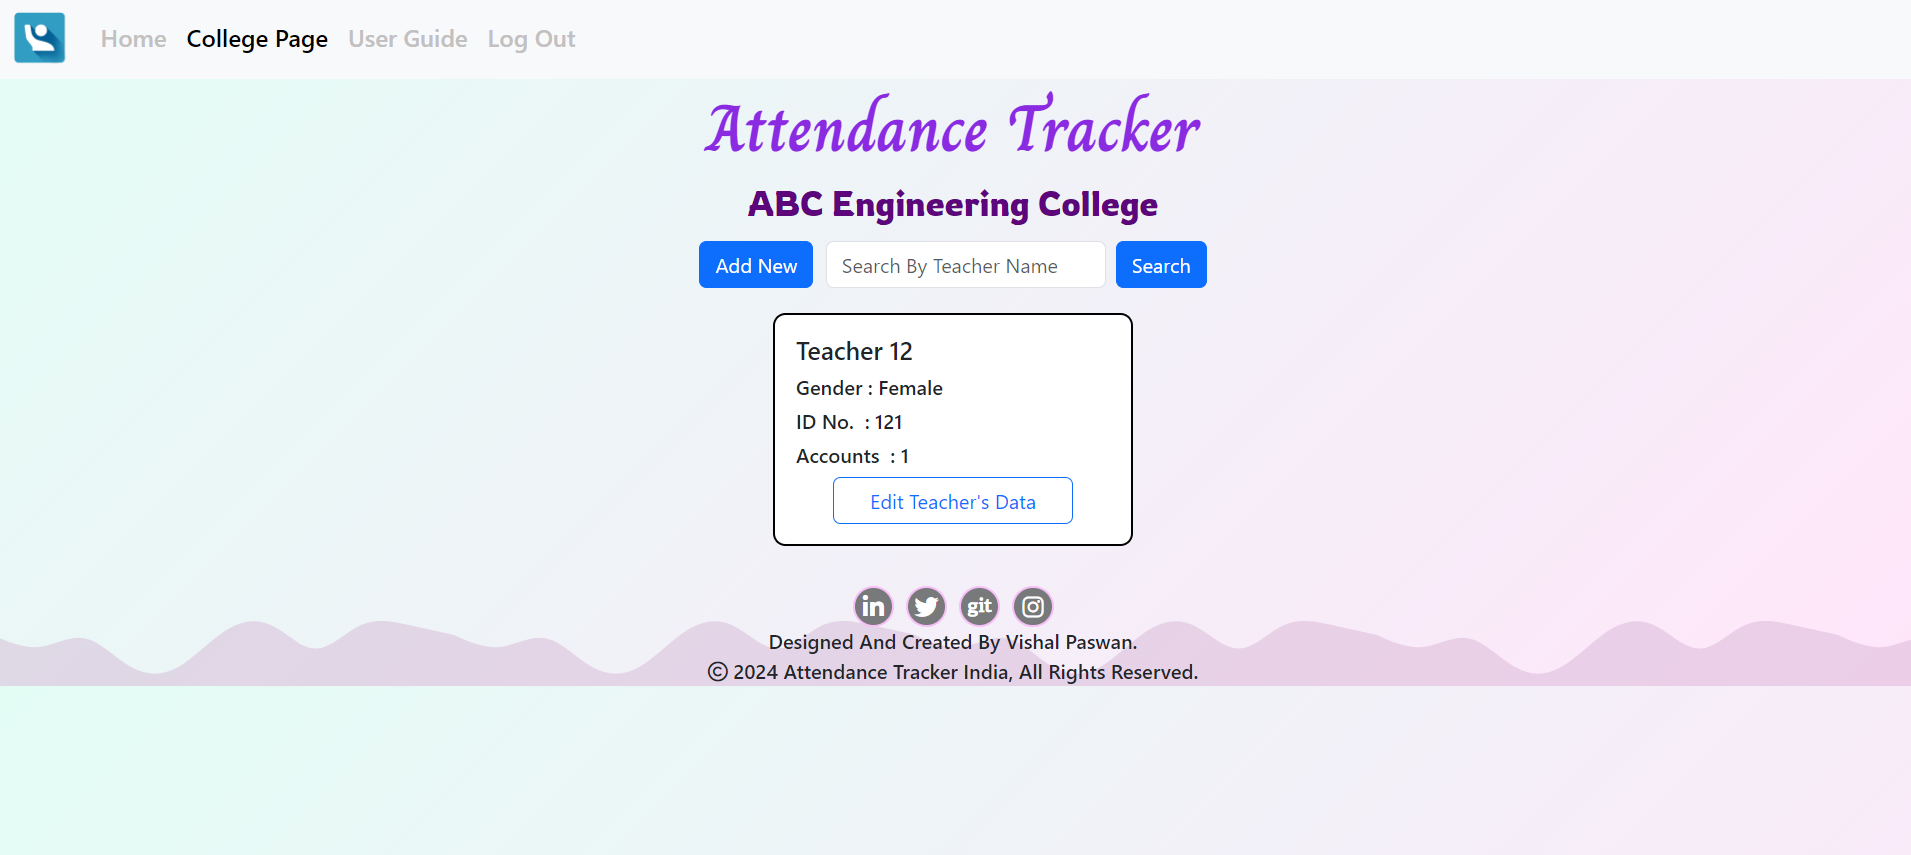 Home College Page User Guide Log Out
Attendance Tracker
ABC Engineering College
Add New Search By Teacher Name Search
Teacher 12
Gender : Female
ID No. : 121
Accounts : 1
Edit Teacher's Data
in git
Designed And Created By Vishal Paswan.
© 2024 Attendance Tracker India, All Rights Reserved.